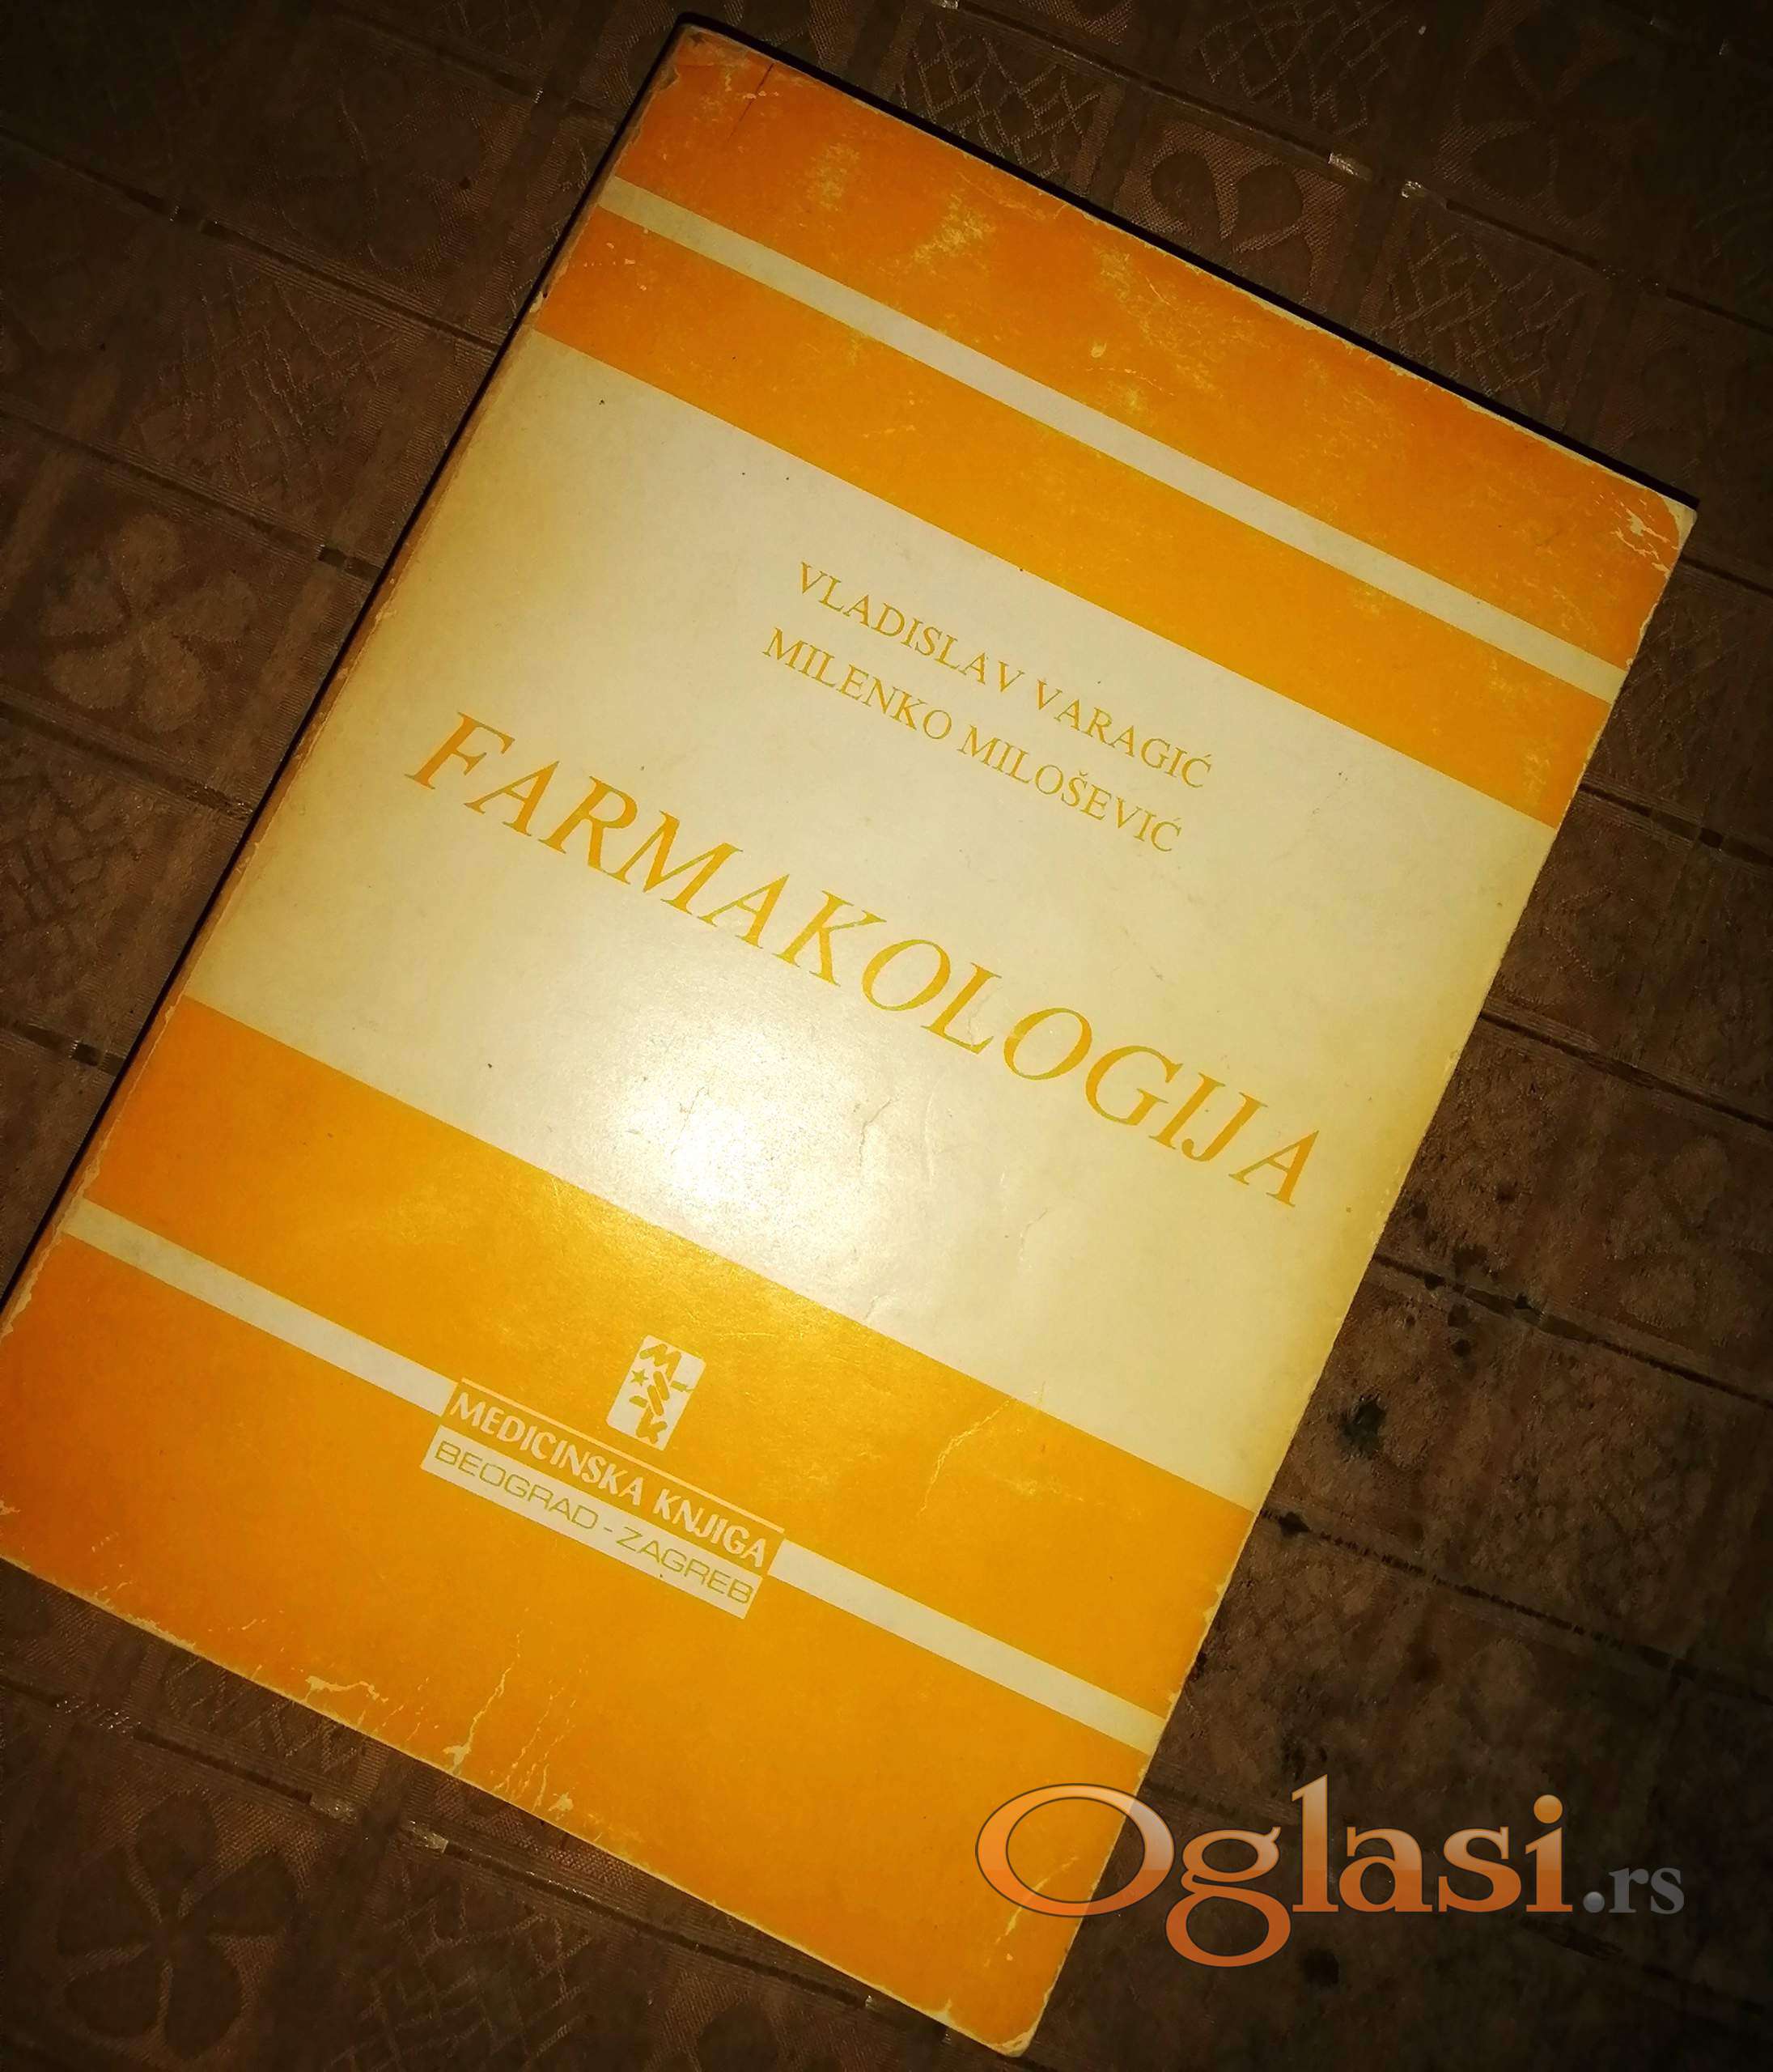 VLADISLAV VARAGIĆ
MILENKO MILOŠEVIĆ
FARMAKOLOGIJA
M
K
MEDICINSKA KNJIGA
BEOGRAD-ZAGREB
Oglasi.rs